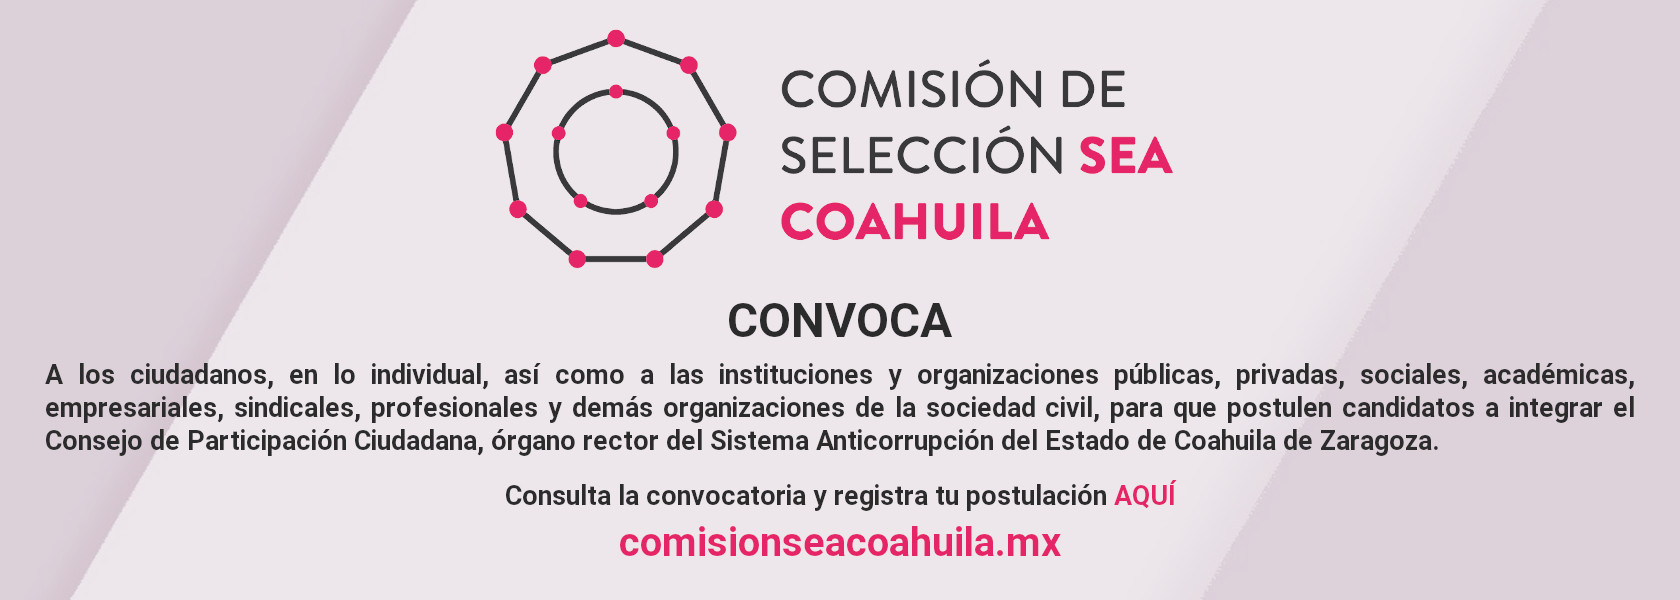 COMISIÓN DE
SELECCIÓN SEA
COAHUILA
CONVOCA
A los ciudadanos, en lo individual, así como a las instituciones y organizaciones públicas, privadas, sociales, académicas,
empresariales, sindicales, profesionales y demás organizaciones de la sociedad civil, para que postulen candidatos a integrar el
Consejo de Participación Ciudadana, órgano rector del Sistema Anticorrupción del Estado de Coahuila de Zaragoza.
Consulta la convocatoria y registra tu postulación AQUÍ
comisionseacoahuila.mx